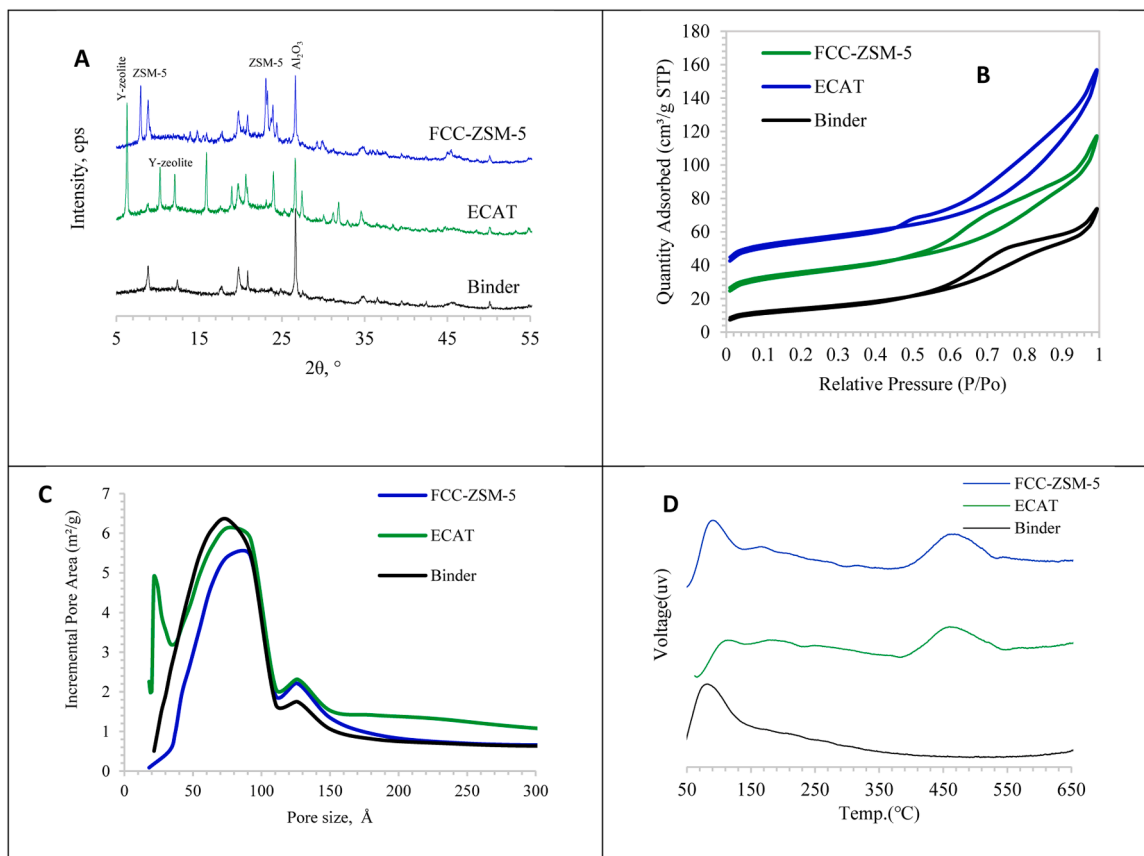 A
Y-zeolite
ZSM-5
ZSM-5
Al₂O₃
FCC-ZSM-5
Y-zeolite
ECAT
Binder
Intensity, cps
5 15 25 35 45 55
2θ, °
B
FCC-ZSM-5
ECAT
Binder
Quantity Adsorbed (cm³/g STP)
180
160
140
120
100
80
60
40
20
0
0 0.1 0.2 0.3 0.4 0.5 0.6 0.7 0.8 0.9 1
Relative Pressure (P/Po)
C
FCC-ZSM-5
ECAT
Binder
Incremental Pore Area (m²/g)
7
6
5
4
3
2
1
0
0 50 100 150 200 250 300
Pore size, Å
D
FCC-ZSM-5
ECAT
Binder
Voltage(uv)
50 150 250 350 450 550 650
Temp.(℃)